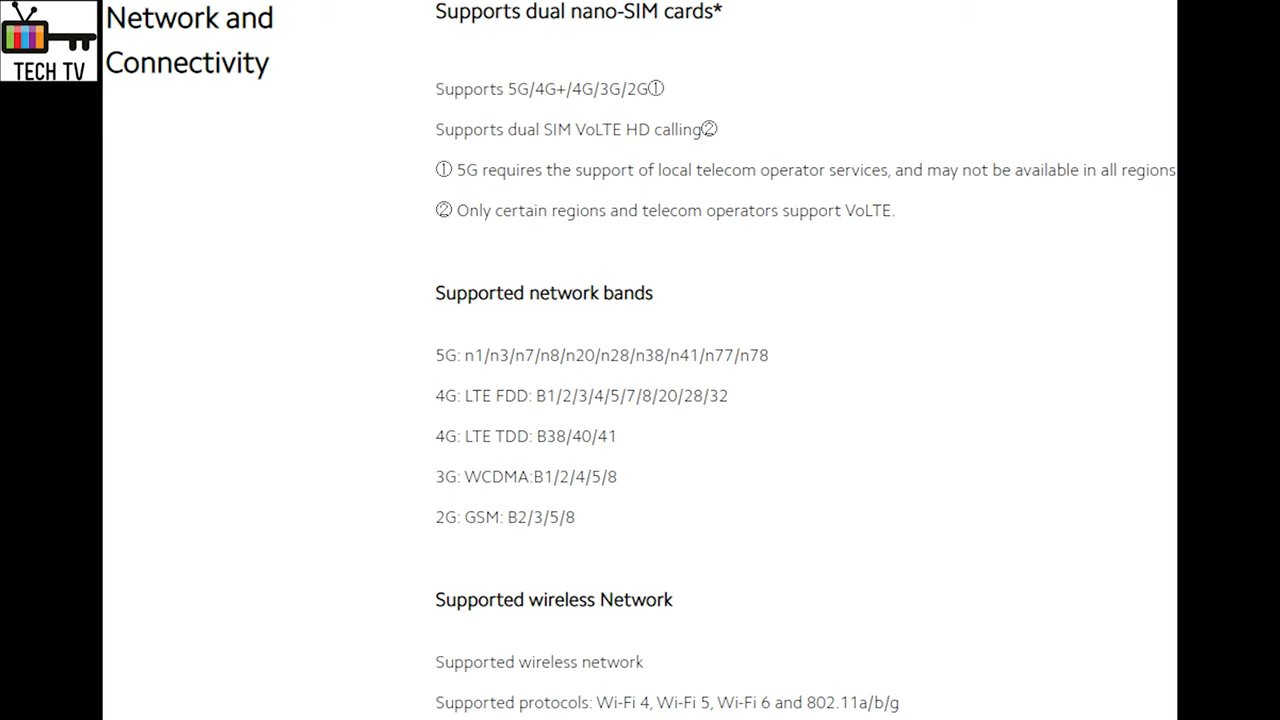 Network and
Connectivity
TECH TV
Supports dual nano-SIM cards*
Supports 5G/4G+/4G/3G/2G①
Supports dual SIM VoLTE HD calling②
① 5G requires the support of local telecom operator services, and may not be available in all regions
② Only certain regions and telecom operators support VoLTE.
Supported network bands
5G: n1/n3/n7/n8/n20/n28/n38/n41/n77/n78
4G: LTE FDD: B1/2/3/4/5/7/8/20/28/32
4G: LTE TDD: B38/40/41
3G: WCDMA:B1/2/4/5/8
2G: GSM: B2/3/5/8
Supported wireless Network
Supported wireless network
Supported protocols: Wi-Fi 4, Wi-Fi 5, Wi-Fi 6 and 802.11a/b/g